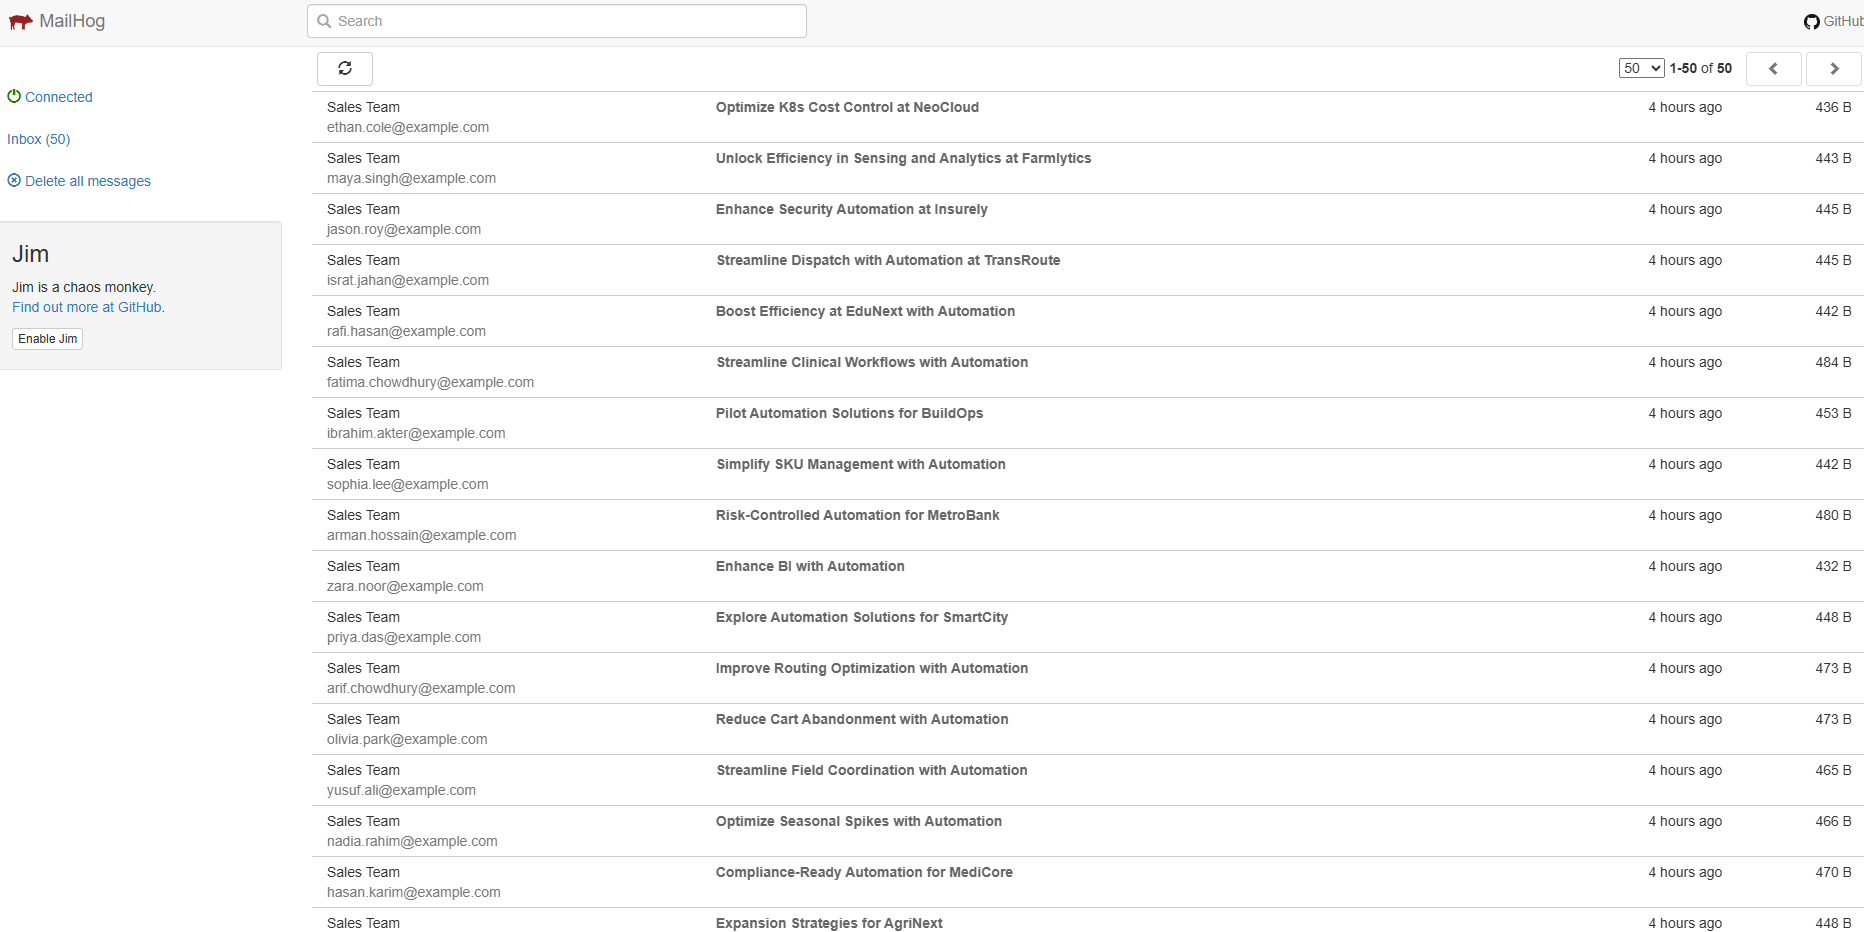 MailHog
Search
GitHub
50 1-50 of 50
Connected
Inbox (50)
Delete all messages
Jim
Jim is a chaos monkey.
Find out more at GitHub.
Enable Jim
Sales Team Optimize K8s Cost Control at NeoCloud 4 hours ago 436 B
ethan.cole@example.com
Sales Team Unlock Efficiency in Sensing and Analytics at Farmlytics 4 hours ago 443 B
maya.singh@example.com
Sales Team Enhance Security Automation at Insurely 4 hours ago 445 B
jason.roy@example.com
Sales Team Streamline Dispatch with Automation at TransRoute 4 hours ago 445 B
israt.jahan@example.com
Sales Team Boost Efficiency at EduNext with Automation 4 hours ago 442 B
rafi.hasan@example.com
Sales Team Streamline Clinical Workflows with Automation 4 hours ago 484 B
fatima.chowdhury@example.com
Sales Team Pilot Automation Solutions for BuildOps 4 hours ago 453 B
ibrahim.akter@example.com
Sales Team Simplify SKU Management with Automation 4 hours ago 442 B
sophia.lee@example.com
Sales Team Risk-Controlled Automation for MetroBank 4 hours ago 480 B
arman.hossain@example.com
Sales Team Enhance BI with Automation 4 hours ago 432 B
zara.noor@example.com
Sales Team Explore Automation Solutions for SmartCity 4 hours ago 448 B
priya.das@example.com
Sales Team Improve Routing Optimization with Automation 4 hours ago 473 B
arif.chowdhury@example.com
Sales Team Reduce Cart Abandonment with Automation 4 hours ago 473 B
olivia.park@example.com
Sales Team Streamline Field Coordination with Automation 4 hours ago 465 B
yusuf.ali@example.com
Sales Team Optimize Seasonal Spikes with Automation 4 hours ago 466 B
nadia.rahim@example.com
Sales Team Compliance-Ready Automation for MediCore 4 hours ago 470 B
hasan.karim@example.com
Sales Team Expansion Strategies for AgriNext 4 hours ago 448 B